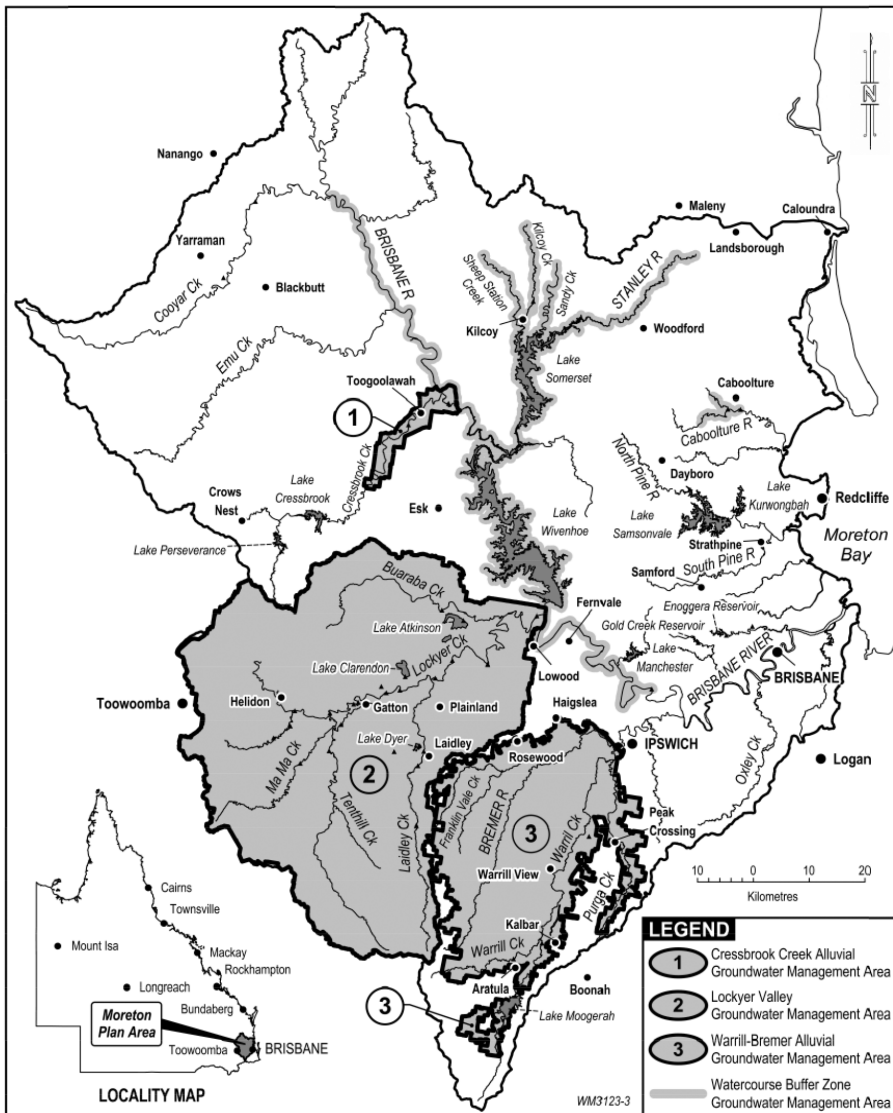 N
Nanango
Maleny
Caloundra
Landsborough
Yarraman
Cooyar Ck
Blackbutt
BRISBANE R
Sheep Station
Creek
Kilcoy Ck
Sandy Ck
STANLEY R
Kilcoy
Woodford
Emu Ck
Lake
Somerset
Toogoolawah
1
Caboolture
Caboolture R
Cressbrook Ck
North Pine R
Dayboro
Lake
Cressbrook
Crows
Nest
Esk
Lake
Wivenhoe
Lake
Kurwongbah
Redcliffe
Lake
Samsonvale
Strathpine
Moreton
Bay
Lake Perseverance
South Pine R
Samford
Buaraba Ck
Fernvale
Enoggera Reservoir
Gold Creek Reservoir
Lake Atkinson
Lockyer Ck
Lake
Manchester
BRISBANE RIVER
BRISBANE
Lake Clarendon
Lowood
Toowoomba
Helidon
Gatton
Plainland
Haigslea
Lake Dyer
Laidley
Rosewood
IPSWICH
Logan
Oxley Ck
Ma Ma Ck
2
Tenthill Ck
Laidley Ck
Franklin Vale Ck
BREMER R
3
Warril Ck
Peak
Crossing
Warrill View
Purga Ck
10 0 10 20
Kilometres
Kalbar
Warrill Ck
Aratula
Boonah
3
Lake Moogerah
Cairns
Townsville
Mount Isa
Mackay
Rockhampton
Longreach
Bundaberg
Moreton
Plan Area
Toowoomba
BRISBANE
LOCALITY MAP
WM3123-3
LEGEND
1 Cressbrook Creek Alluvial
Groundwater Management Area
2 Lockyer Valley
Groundwater Management Area
3 Warrill-Bremer Alluvial
Groundwater Management Area
Watercourse Buffer Zone
Groundwater Management Area